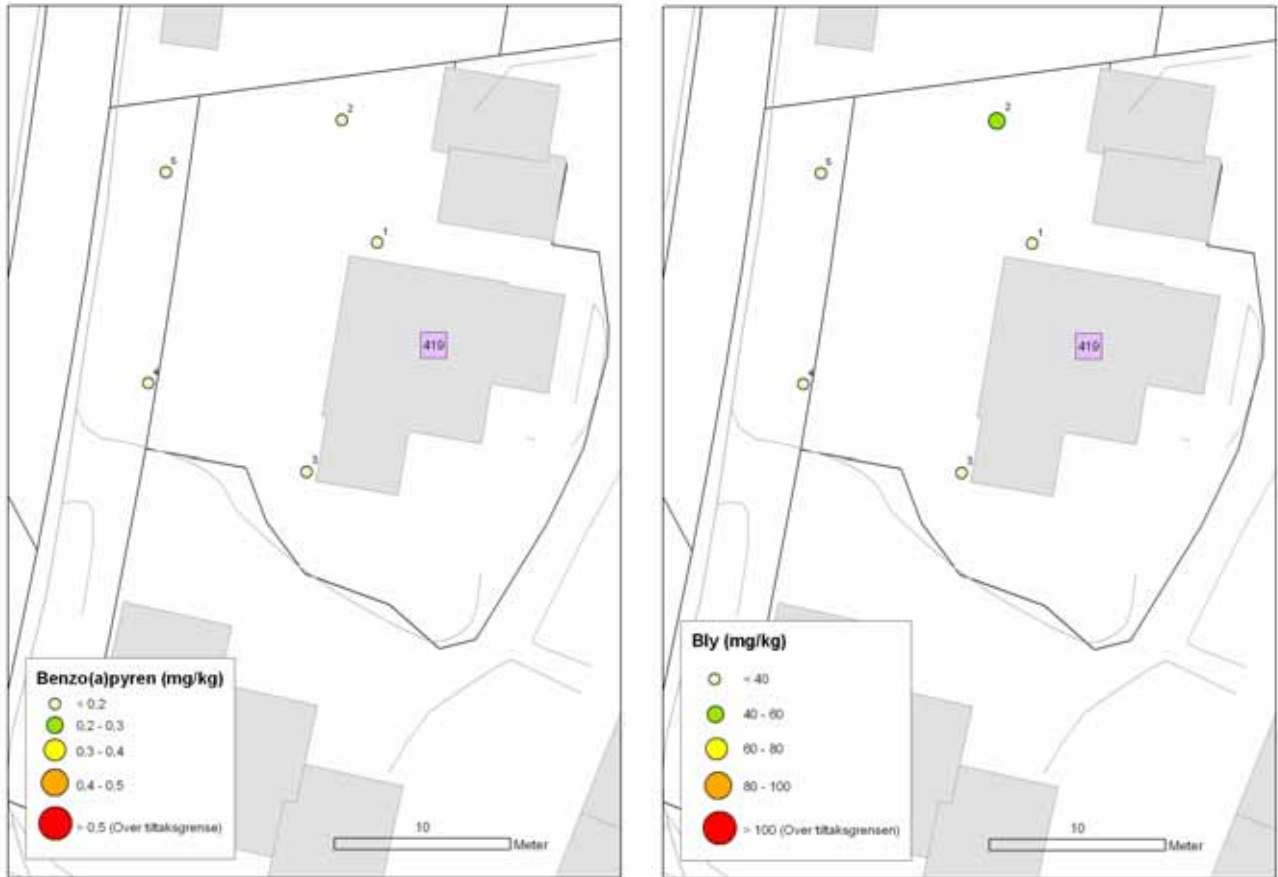 2
5
1
419
4
3
Benzo(a)pyren (mg/kg)
< 0,2
0,2 - 0,3
0,3 - 0,4
0,4 - 0,5
> 0,5 (Over tiltaksgrense)
10
Meter
2
5
1
419
4
3
Bly (mg/kg)
< 40
40 - 60
60 - 80
80 - 100
> 100 (Over tiltaksgrensen)
10
Meter